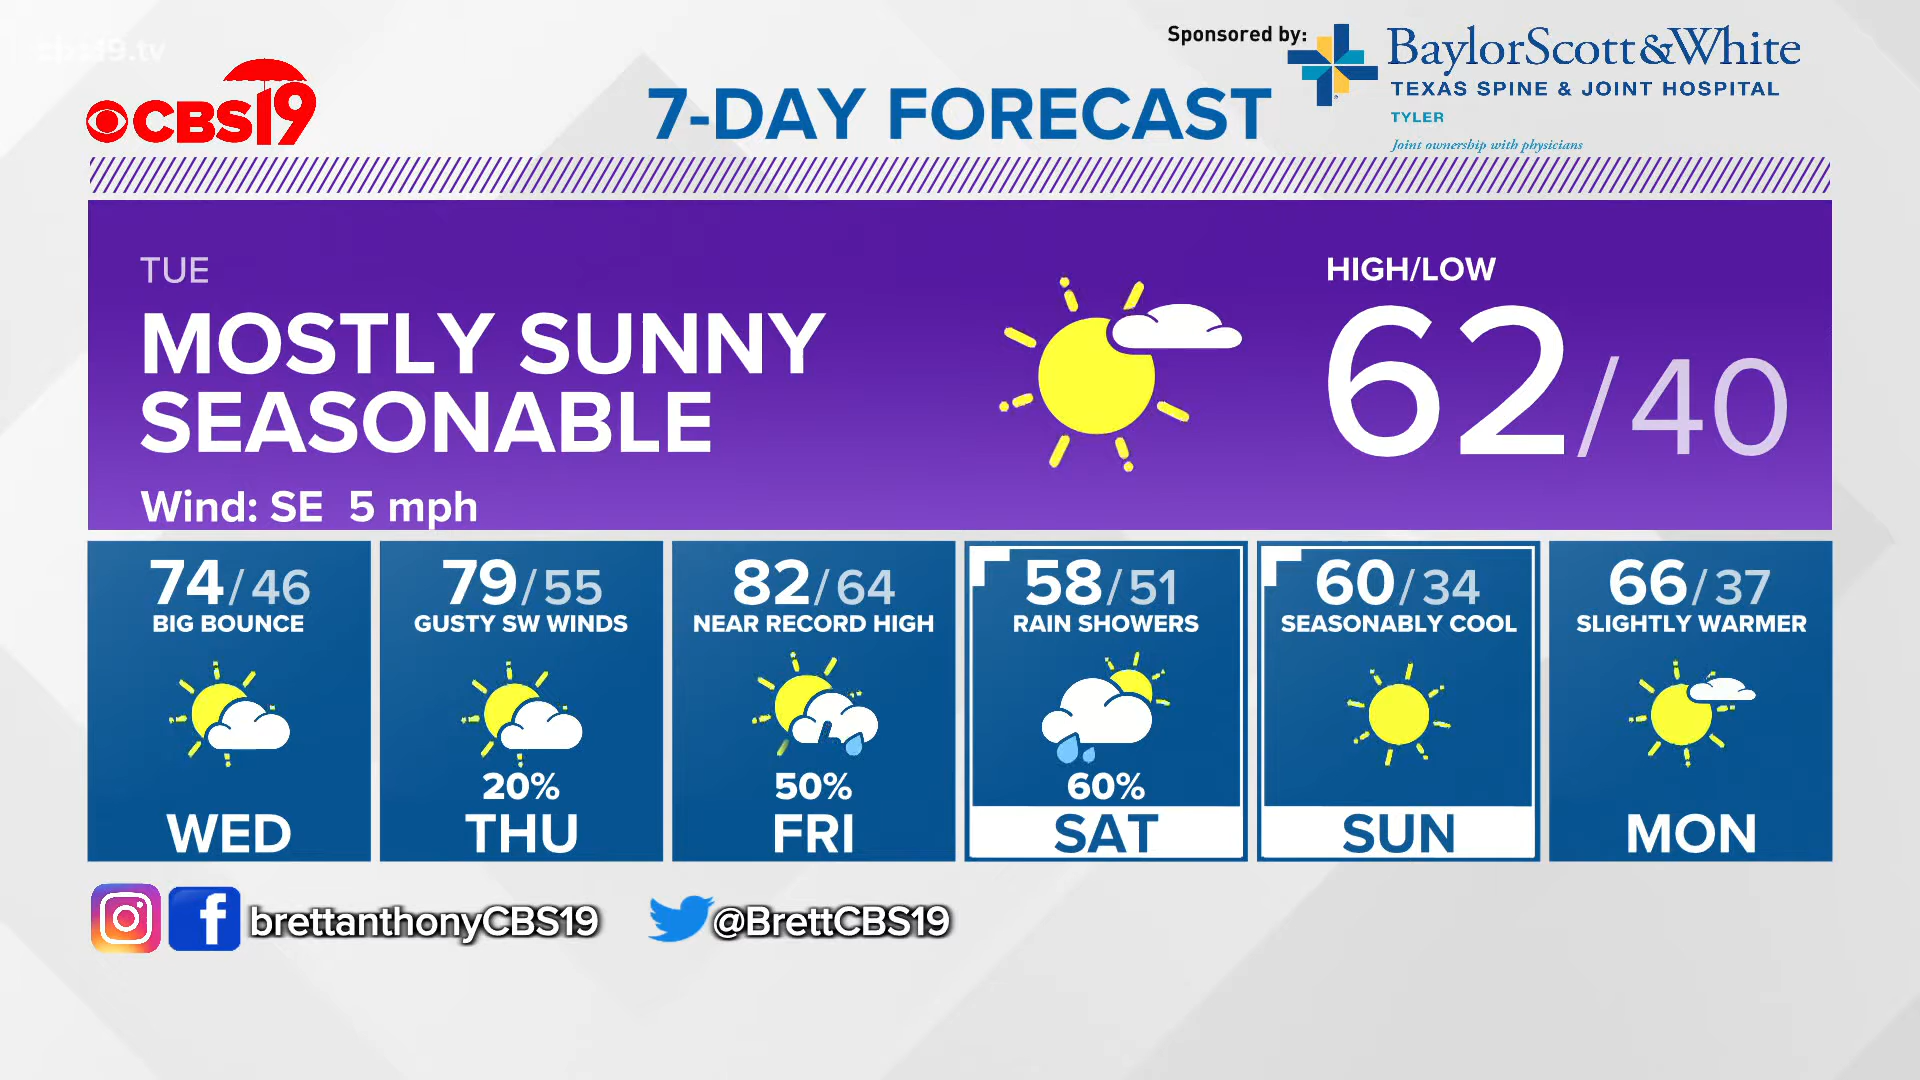 cbs19.tv
CBS19
7-DAY FORECAST
Sponsored by:
BaylorScott&White
TEXAS SPINE & JOINT HOSPITAL
TYLER
Joint ownership with physicians
TUE
MOSTLY SUNNY
SEASONABLE
Wind: SE 5 mph
HIGH/LOW
62/40
74/46
BIG BOUNCE
WED
79/55
GUSTY SW WINDS
20%
THU
82/64
NEAR RECORD HIGH
50%
FRI
58/51
RAIN SHOWERS
60%
SAT
60/34
SEASONABLY COOL
SUN
66/37
SLIGHTLY WARMER
MON
brettanthonyCBS19
@BrettCBS19